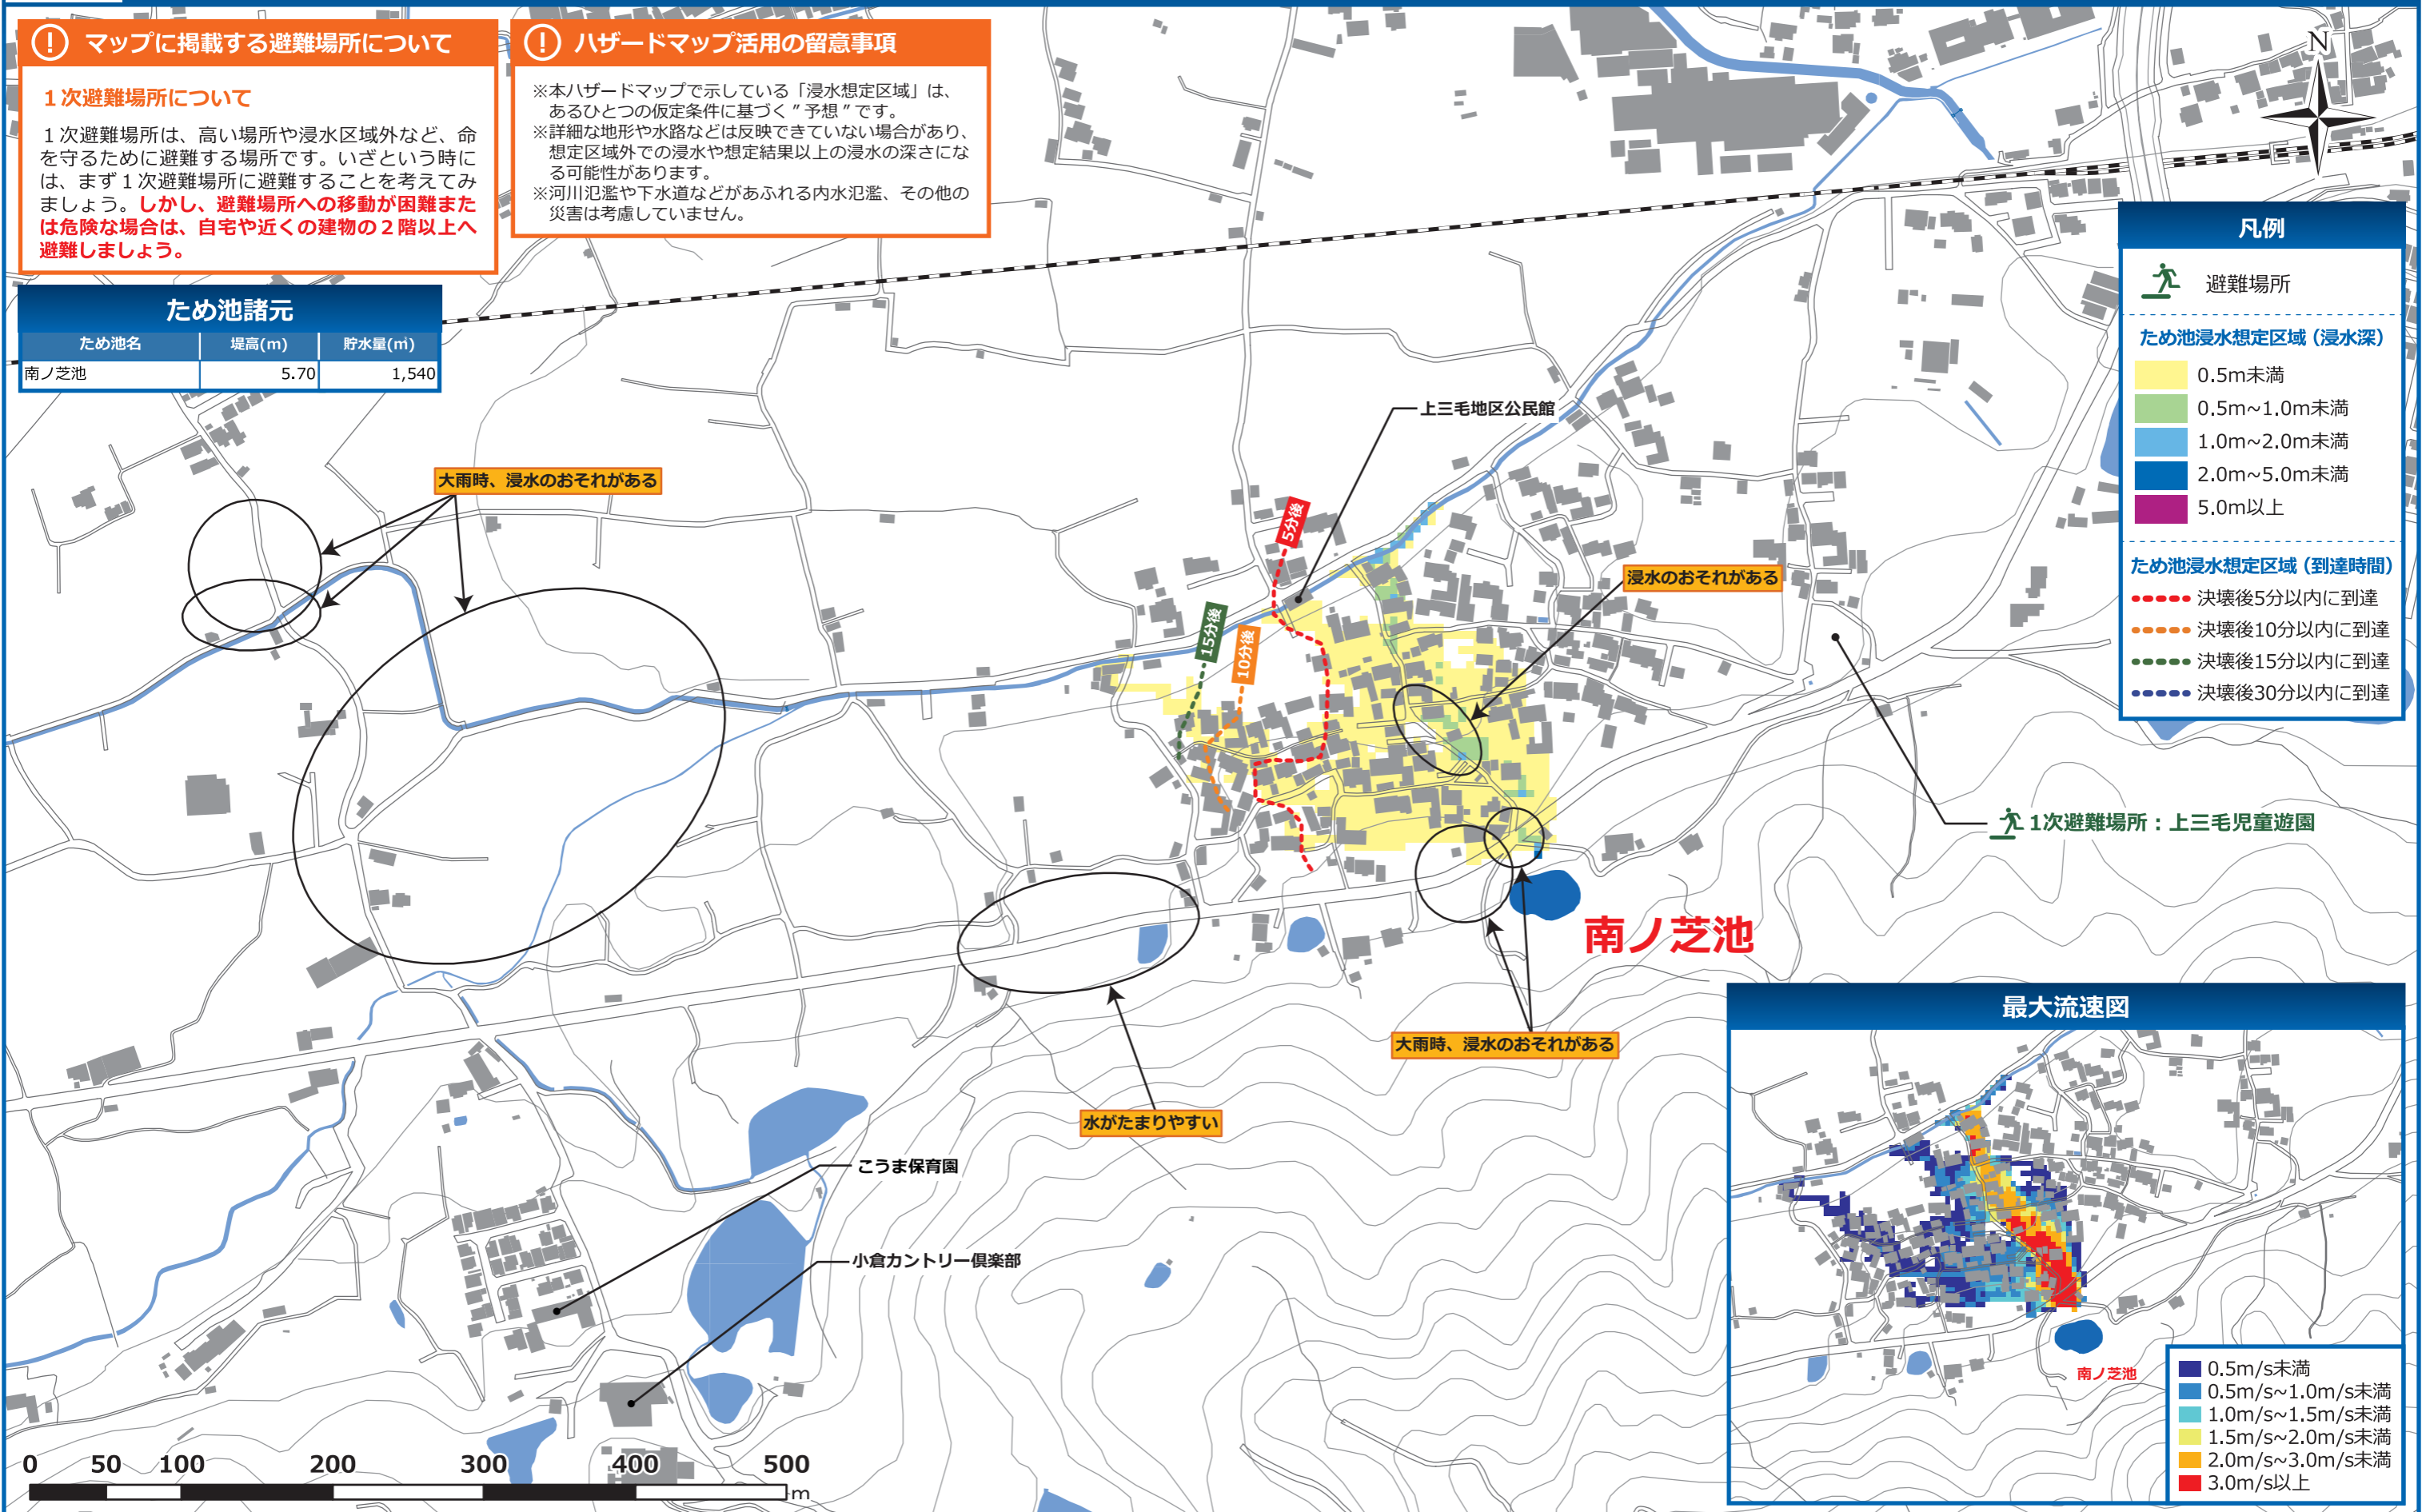 マップに掲載する避難場所について
1次避難場所について
１次避難場所は、高い場所や浸水区域外など、命
を守るために避難する場所です。いざという時に
は、まず１次避難場所に避難することを考えてみ
ましょう。しかし、避難場所への移動が困難また
は危険な場合は、自宅や近くの建物の２階以上へ
避難しましょう。
ハザードマップ活用の留意事項
※本ハザードマップで示している「浸水想定区域」は、
あるひとつの仮定条件に基づく〃予想〃です。
※詳細な地形や水路などは反映できていない場合があり、
想定区域外での浸水や想定結果以上の浸水の深さにな
る可能性があります。
※河川氾濫や下水道などがあふれる内水氾濫、その他の
災害は考慮していません。
N
ため池諸元
ため池名 堤高(m) 貯水量(㎥)
南ノ芝池 5.70 1,540
凡例
避難場所
ため池浸水想定区域（浸水深）
0.5m未満
0.5m~1.0m未満
1.0m~2.0m未満
2.0m~5.0m未満
5.0m以上
ため池浸水想定区域（到達時間）
決壊後5分以内に到達
決壊後10分以内に到達
決壊後15分以内に到達
決壊後30分以内に到達
上三毛地区公民館
大雨時、浸水のおそれがある
5分後
浸水のおそれがある
15分後
10分後
1次避難場所：上三毛児童遊園
南ノ芝池
大雨時、浸水のおそれがある
水がたまりやすい
こうま保育園
小倉カントリー倶楽部
最大流速図
南ノ芝池
0.5m/s未満
0.5m/s~1.0m/s未満
1.0m/s~1.5m/s未満
1.5m/s~2.0m/s未満
2.0m/s~3.0m/s未満
3.0m/s以上
0 50 100 200 300 400 500
m